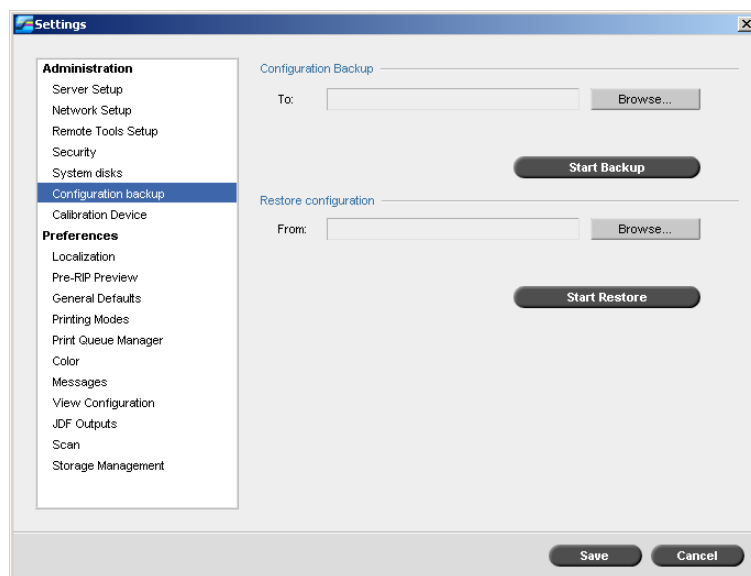 Settings
Administration
Server Setup
Network Setup
Remote Tools Setup
Security
System disks
Configuration backup
Calibration Device
Preferences
Localization
Pre-RIP Preview
General Defaults
Printing Modes
Print Queue Manager
Color
Messages
View Configuration
JDF Outputs
Scan
Storage Management
Configuration Backup
To:
Browse...
Start Backup
Restore configuration
From:
Browse...
Start Restore
Save
Cancel